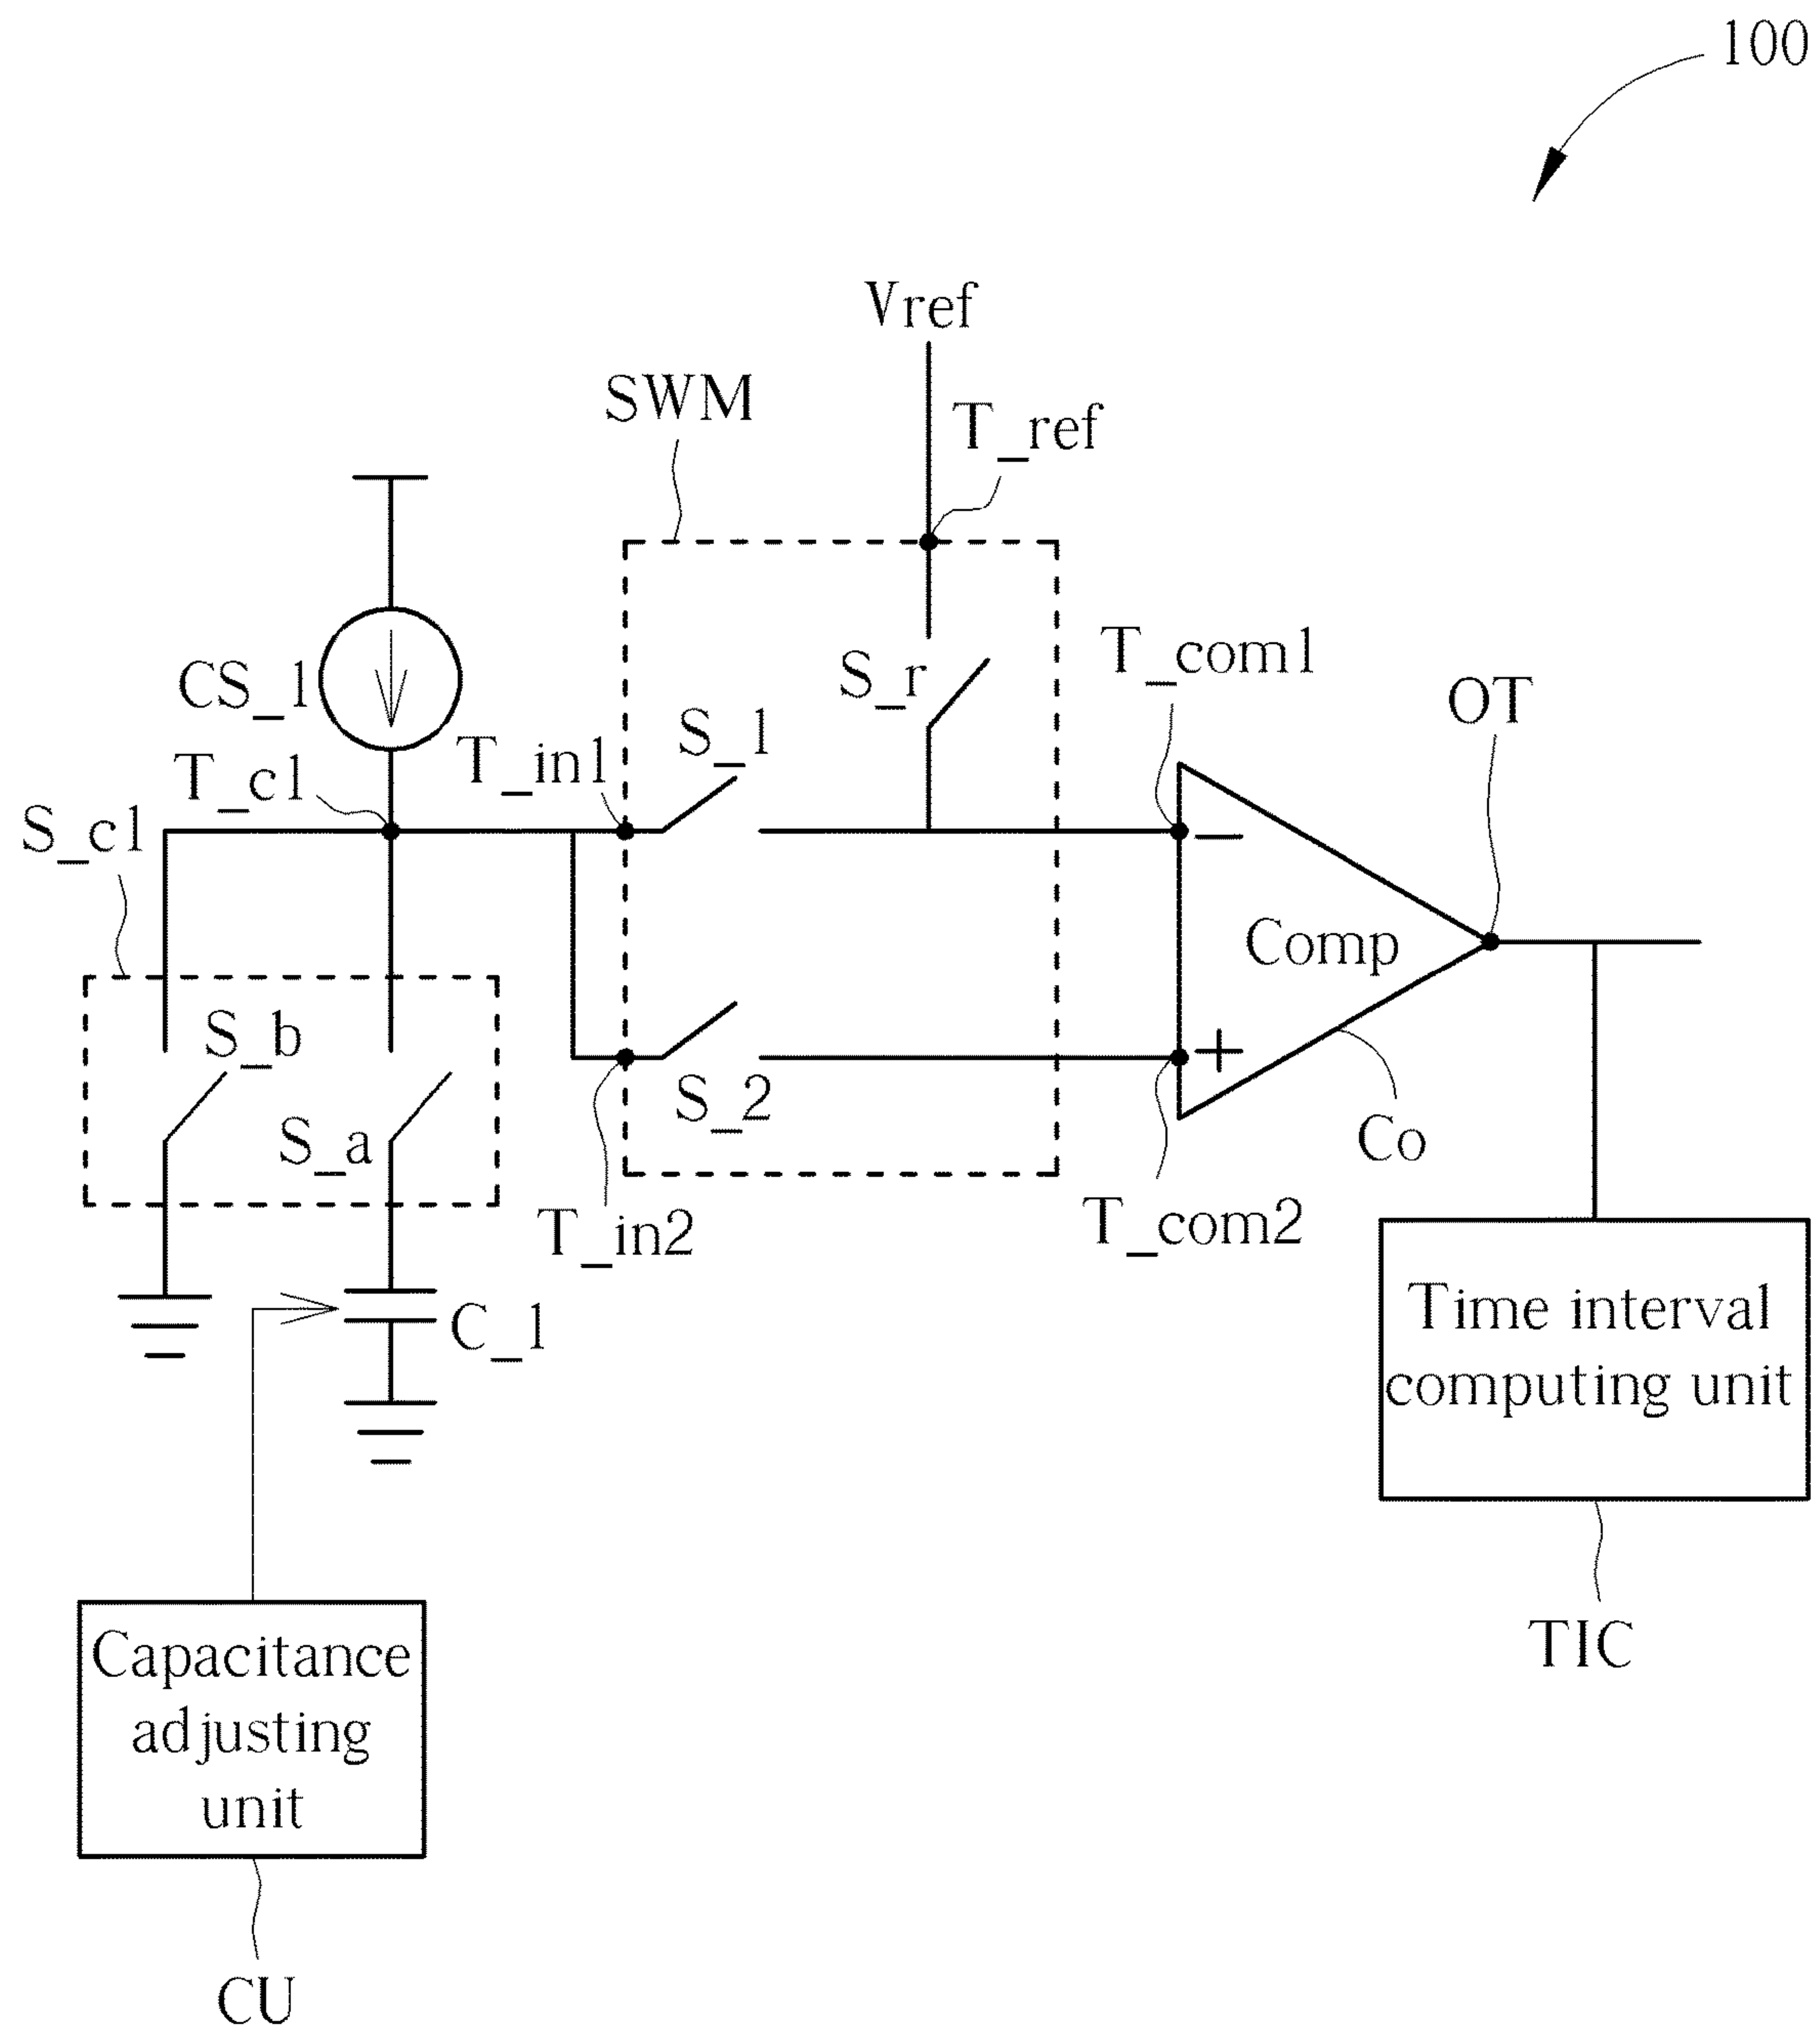 100
Vref
SWM
T_ref
CS_1
S_r
T_com1
S_1
T_in1
OT
T_c1
S_c1
−
Comp
S_b
+
S_2
S_a
Co
T_in2
T_com2
C_1
Time interval
computing unit
TIC
Capacitance
adjusting
unit
CU